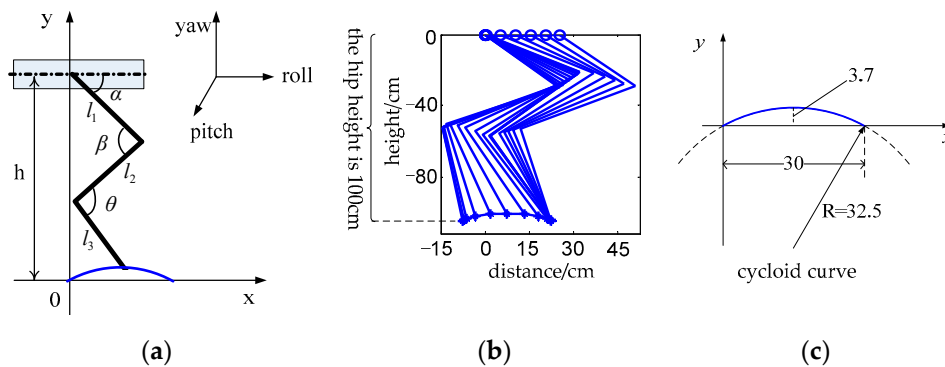 y
yaw
roll
pitch
α
l₁
β
l₂
h
θ
l₃
0
x
(a)
the hip height is 100cm
height/cm
0
−40
−80
−15 0 15 30 45
distance/cm
(b)
y
3.7
30
R=32.5
cycloid curve
(c)